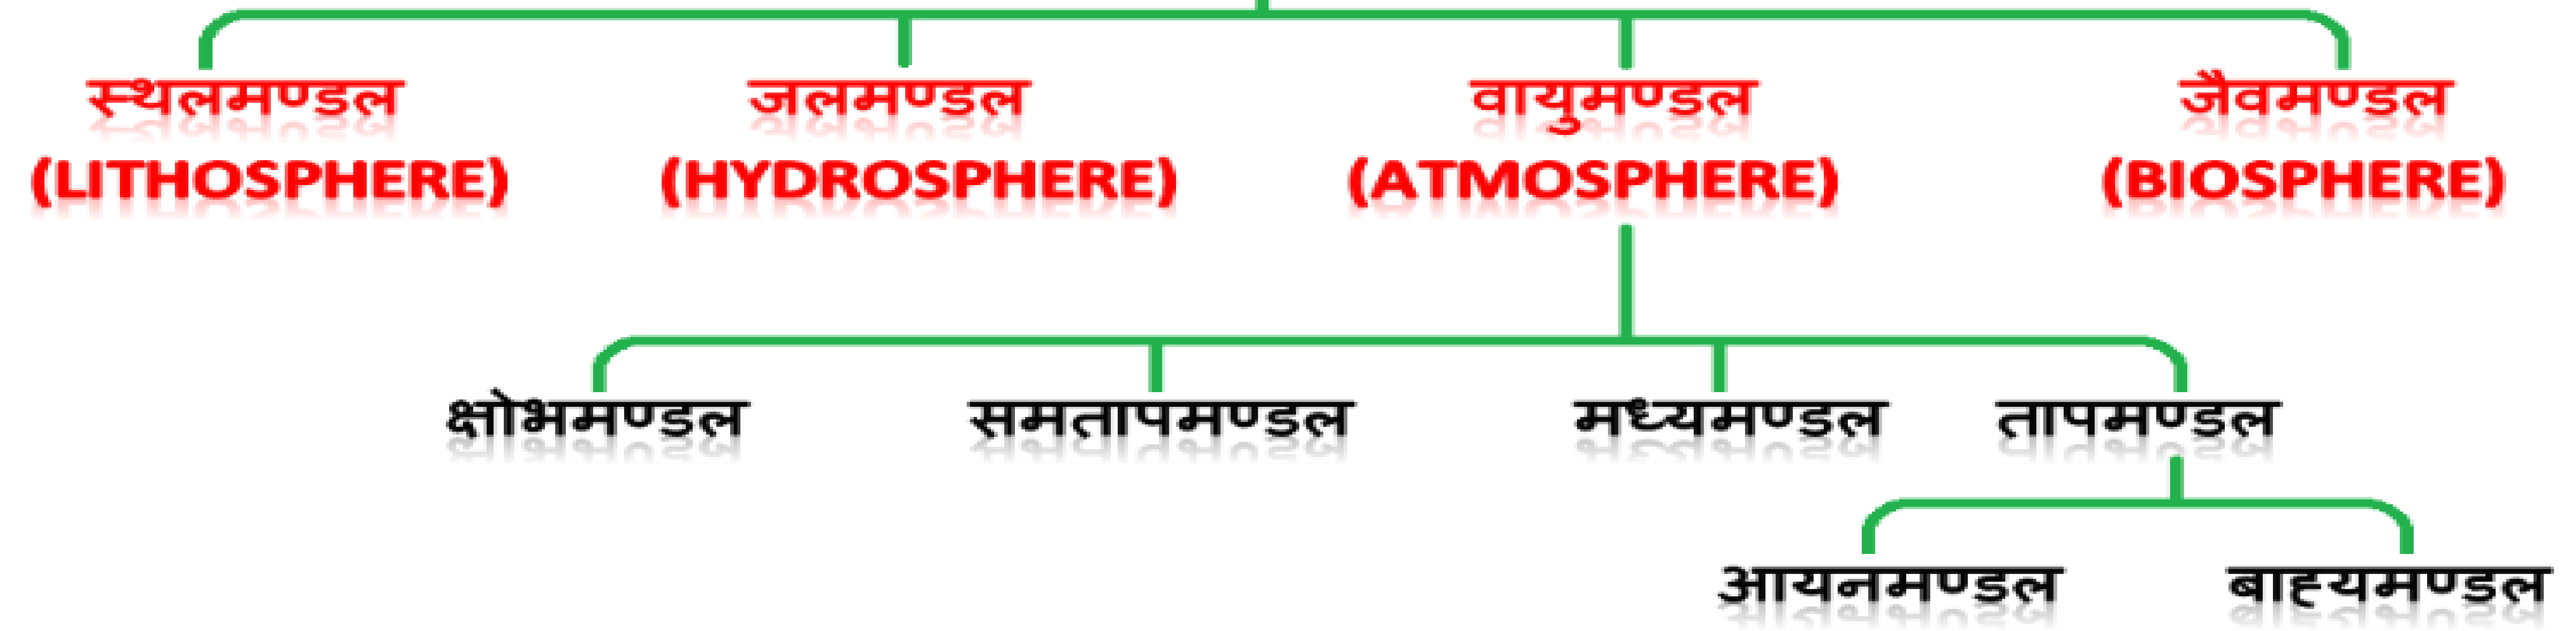 स्थलमण्डल जलमण्डल वायुमण्डल जैवमण्डल
(LITHOSPHERE) (HYDROSPHERE) (ATMOSPHERE) (BIOSPHERE)
क्षोभमण्डल समतापमण्डल मध्यमण्डल तापमण्डल
आयनमण्डल बाह्यमण्डल